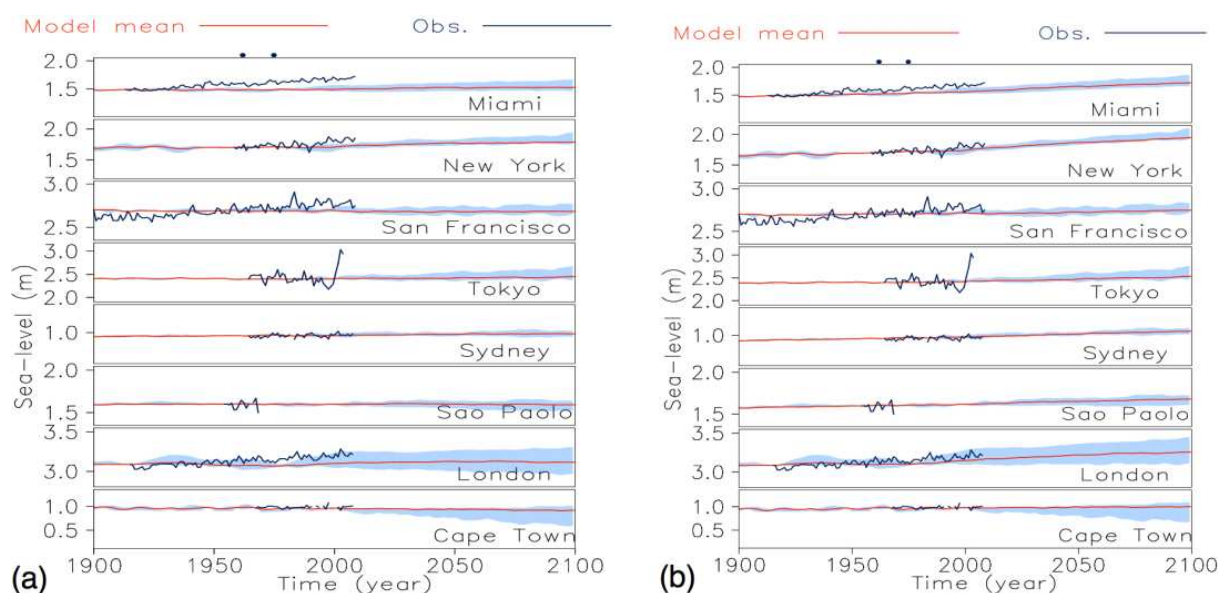 Model mean Obs.
2.0
1.5
Miami
2.0
1.5
New York
3.0
2.5
San Francisco
3.0
2.5
2.0
Tokyo
1.0
Sydney
2.0
1.5
Sao Paolo
3.5
3.0
London
1.0
0.5
Cape Town
Sea-level (m)
1900 1950 2000 2050 2100
Time (year)
(a)
Model mean Obs.
2.0
1.5
Miami
2.0
1.5
New York
3.0
2.5
San Francisco
3.0
2.5
2.0
Tokyo
1.0
Sydney
2.0
1.5
Sao Paolo
3.5
3.0
London
1.0
0.5
Cape Town
Sea-level (m)
1900 1950 2000 2050 2100
Time (year)
(b)